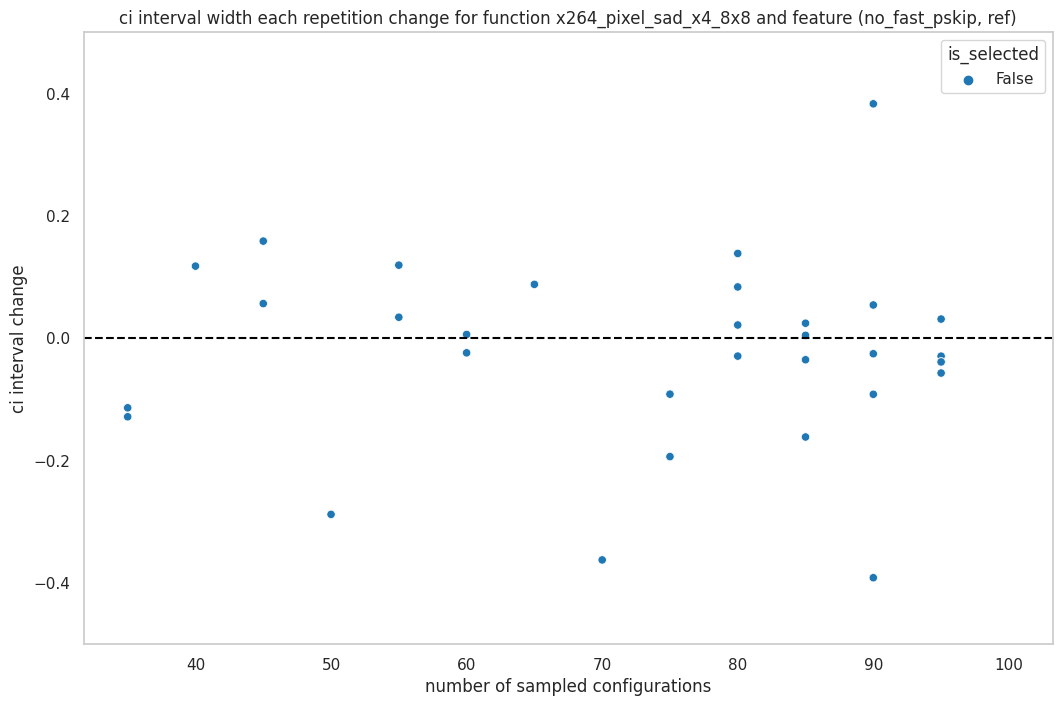 ci interval width each repetition change for function x264_pixel_sad_x4_8x8 and feature (no_fast_pskip, ref)
is_selected
False
0.4
0.2
0.0
−0.2
−0.4
ci interval change
40 50 60 70 80 90 100
number of sampled configurations